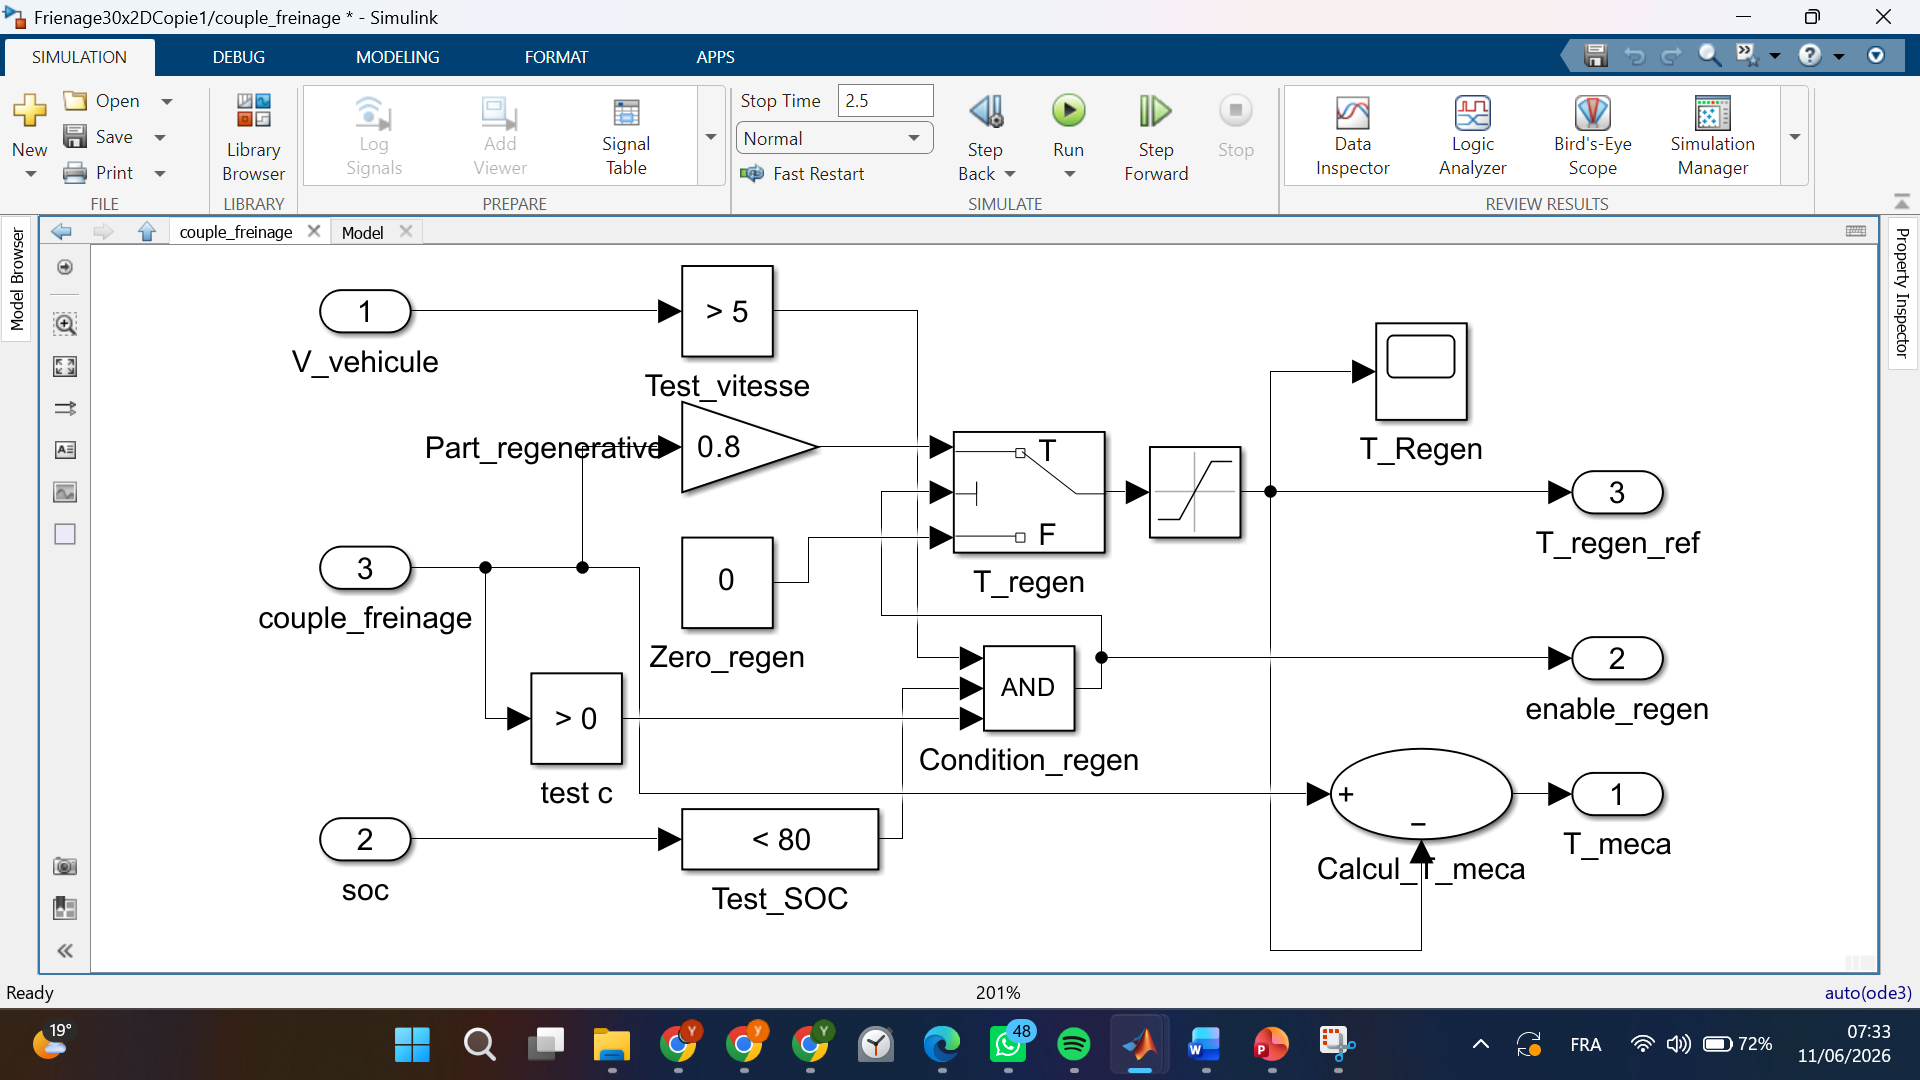 Frienage30x2DCopie1/couple_freinage * - Simulink
SIMULATION
DEBUG
MODELING
FORMAT
APPS
New
Open
Save
Print
FILE
Library
Browser
LIBRARY
Log
Signals
Add
Viewer
Signal
Table
PREPARE
Stop Time
2.5
Normal
Fast Restart
Step
Back
Run
Step
Forward
Stop
SIMULATE
Data
Inspector
Logic
Analyzer
Bird's-Eye
Scope
Simulation
Manager
REVIEW RESULTS
Model Browser
couple_freinage
Model
Property Inspector
1
V_vehicule
> 5
Test_vitesse
Part_regenerative
0.8
T
F
T_regen
T_Regen
3
T_regen_ref
3
couple_freinage
0
Zero_regen
> 0
test c
AND
Condition_regen
2
enable_regen
2
soc
< 80
Test_SOC
+
−
Calcul_T_meca
1
T_meca
Ready
201%
auto(ode3)
19°
Y
Y
Y
48
W
P
FRA
72%
07:33
11/06/2026